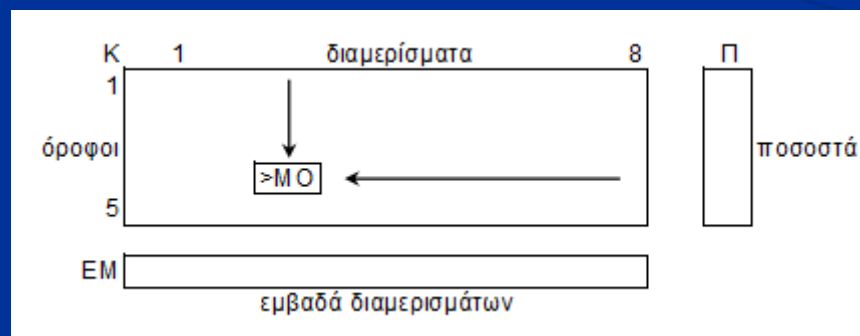 Κ 1 διαμερίσματα 8 Π
1
όροφοι >ΜΟ ποσοστά
5
ΕΜ
εμβαδά διαμερισμάτων